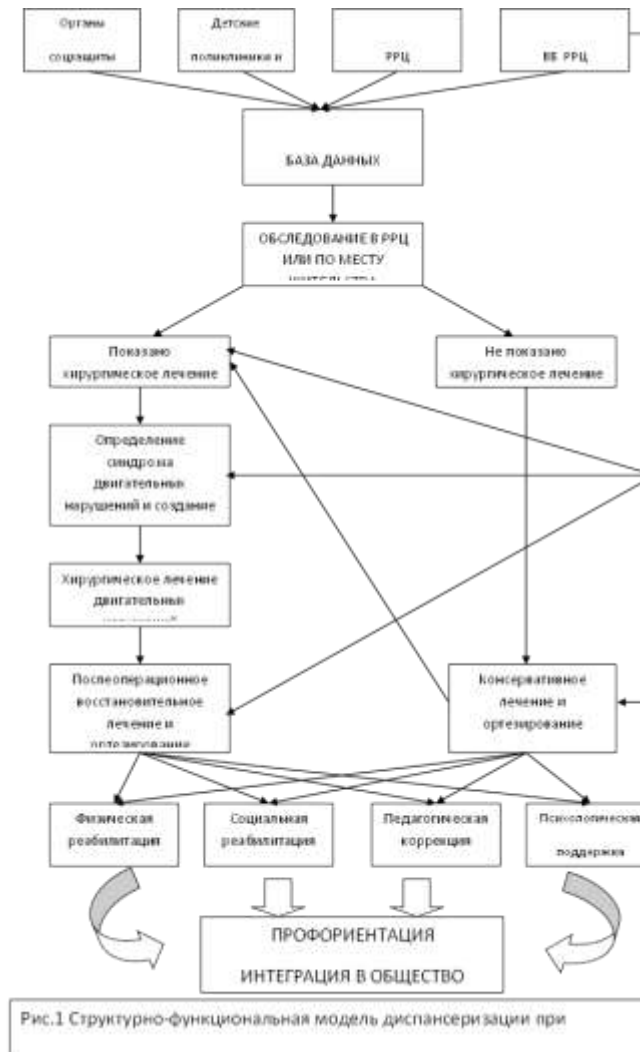 Органы
соцзащиты
Детские
поликлиники и
РРЦ
ВБ РРЦ
БАЗА ДАННЫХ
ОБСЛЕДОВАНИЕ В РРЦ
ИЛИ ПО МЕСТУ
ЖИТЕЛЬСТВА
Показано
хирургическое лечение
Не показано
хирургическое лечение
Определение
синдрома
двигательных
нарушений и создание
Хирургическое лечение
двигательных
Послеоперационное
восстановительное
лечение и
ортезирование
Консервативное
лечение и
ортезирование
Физическая
реабилитация
Социальная
реабилитация
Педагогическая
коррекция
Психологическая
поддержка
ПРОФОРИЕНТАЦИЯ
ИНТЕГРАЦИЯ В ОБЩЕСТВО
Рис.1 Структурно-функциональная модель диспансеризации при